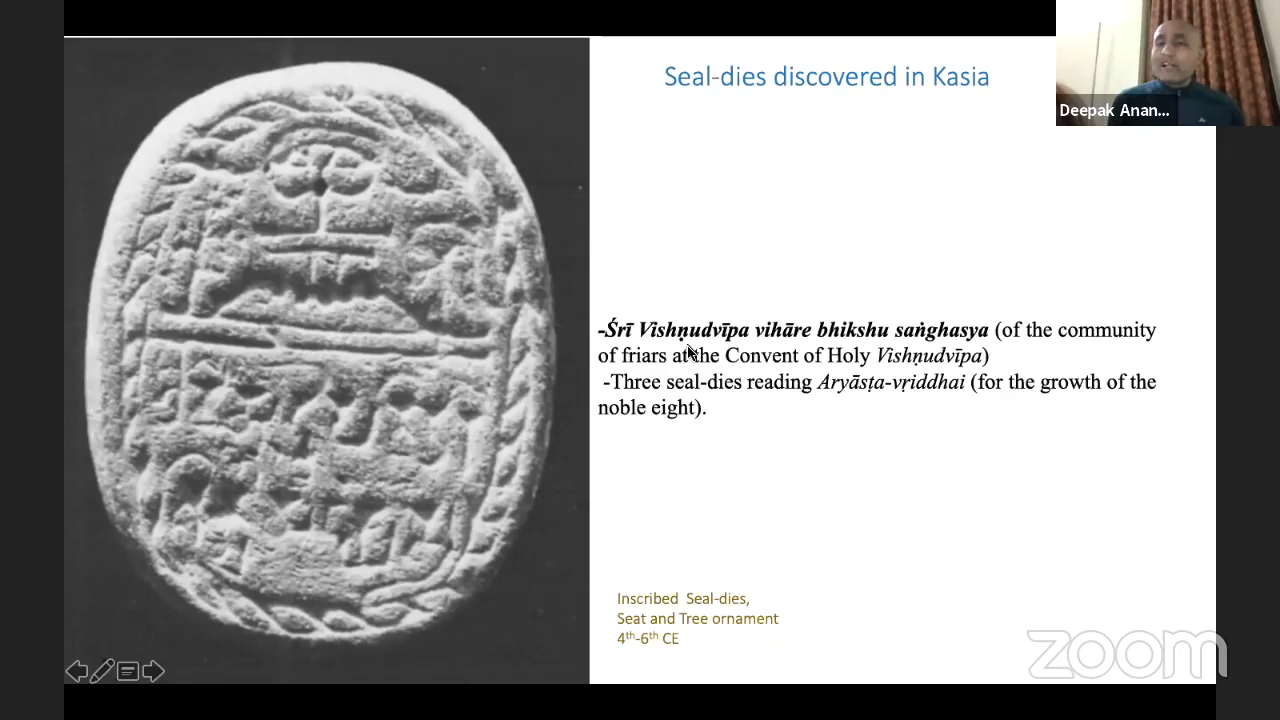 Seal-dies discovered in Kasia
Deepak Anan...
-Śrī Vishṇudvīpa vihāre bhikshu saṅghasya (of the community
of friars at the Convent of Holy Vishṇudvīpa)
-Three seal-dies reading Aryāsṭa-vṛiddhai (for the growth of the
noble eight).
Inscribed Seal-dies,
Seat and Tree ornament
4th-6th CE
zoom